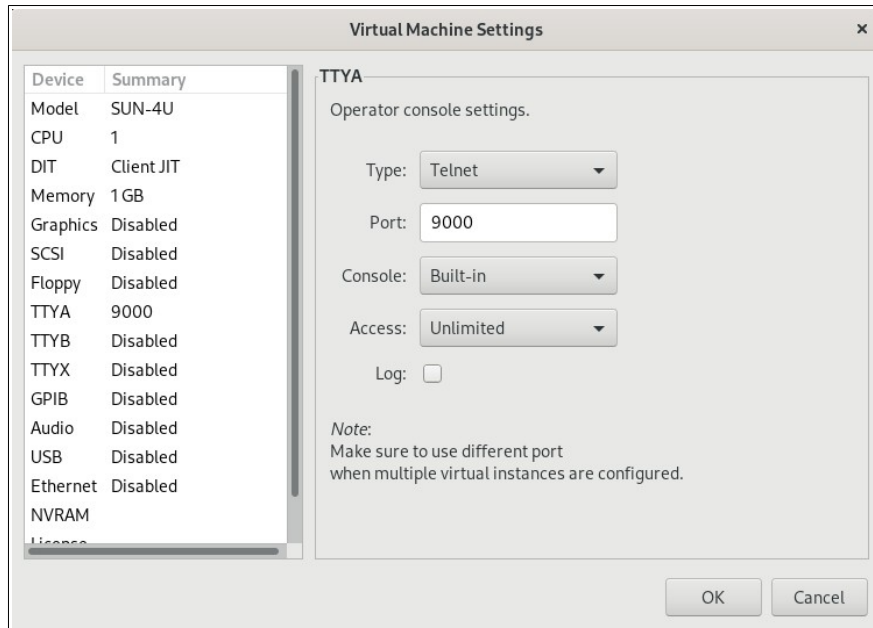 Virtual Machine Settings ×
Device Summary
Model SUN-4U
CPU 1
DIT Client JIT
Memory 1 GB
Graphics Disabled
SCSI Disabled
Floppy Disabled
TTYA 9000
TTYB Disabled
TTYX Disabled
GPIB Disabled
Audio Disabled
USB Disabled
Ethernet Disabled
NVRAM
License
TTYA
Operator console settings.
Type: Telnet
Port: 9000
Console: Built-in
Access: Unlimited
Log:
Note:
Make sure to use different port
when multiple virtual instances are configured.
OK Cancel